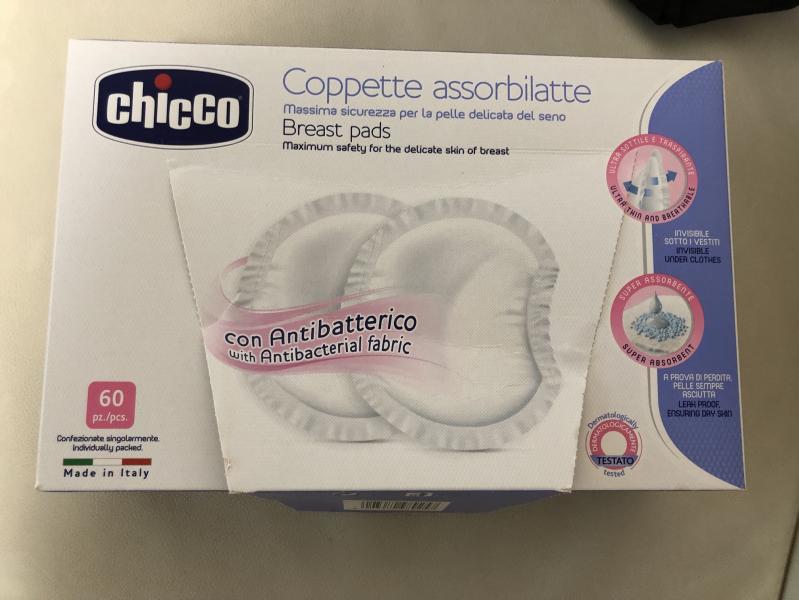 chicco
Coppette assorbilatte
Massima sicurezza per la pelle delicata del seno
Breast pads
Maximum safety for the delicate skin of breast
ULTRA SOTTILE E TRASPIRANTE
ULTRA THIN AND BREATHABLE
INVISIBILE
SOTTO I VESTITI
INVISIBLE
UNDER CLOTHES
SUPER ASSORBENTE
SUPER ABSORBENT
A PROVA DI PERDITA,
PELLE SEMPRE
ASCIUTTA
LEAK PROOF,
ENSURING DRY SKIN
con Antibatterico
with Antibacterial fabric
60
pz./pcs.
Confezionate singolarmente.
Individually packed.
Made in Italy
Dermatologically
DERMATOLOGICAMENTE
TESTATO
tested